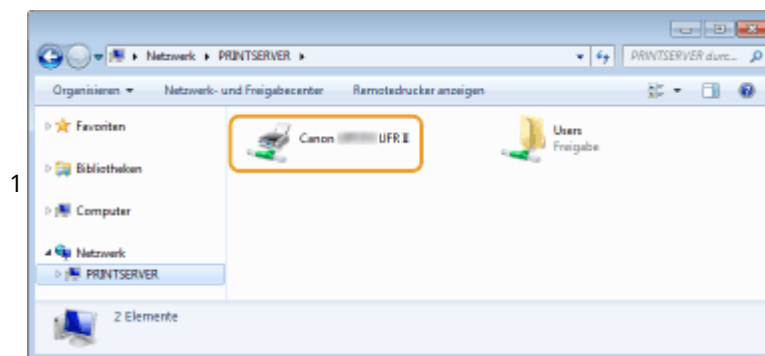 Netzwerk PRINTSERVER
PRINTSERVER durc...
Organisieren Netzwerk- und Freigabecenter Remotedrucker anzeigen
Favoriten
Canon UFR II
Users
Freigabe
Bibliotheken
1
Computer
Netzwerk
PRINTSERVER
2 Elemente